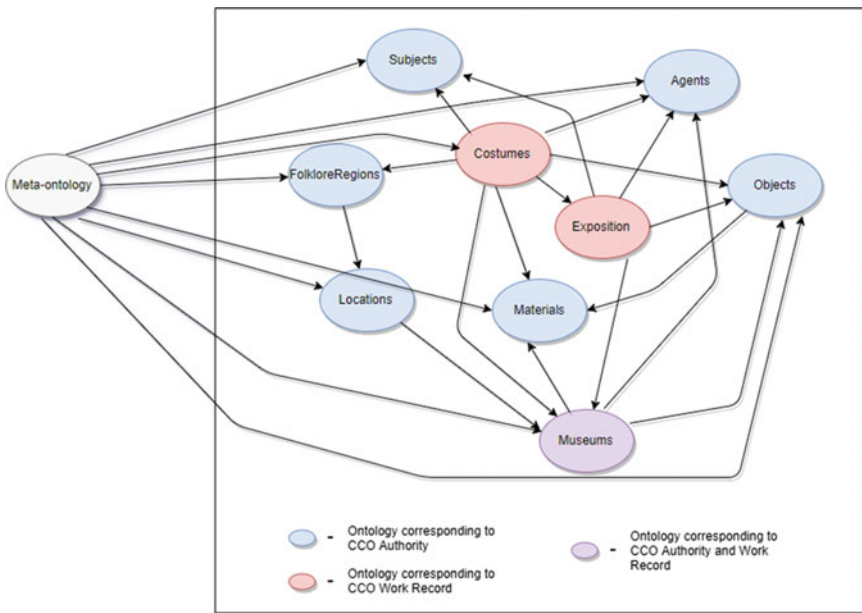 Subjects
Agents
Costumes
Meta-ontology
FolkloreRegions
Objects
Exposition
Locations
Materials
Museums
- Ontology corresponding to
CCO Authority
- Ontology corresponding to
CCO Work Record
- Ontology corresponding to
CCO Authority and Work
Record